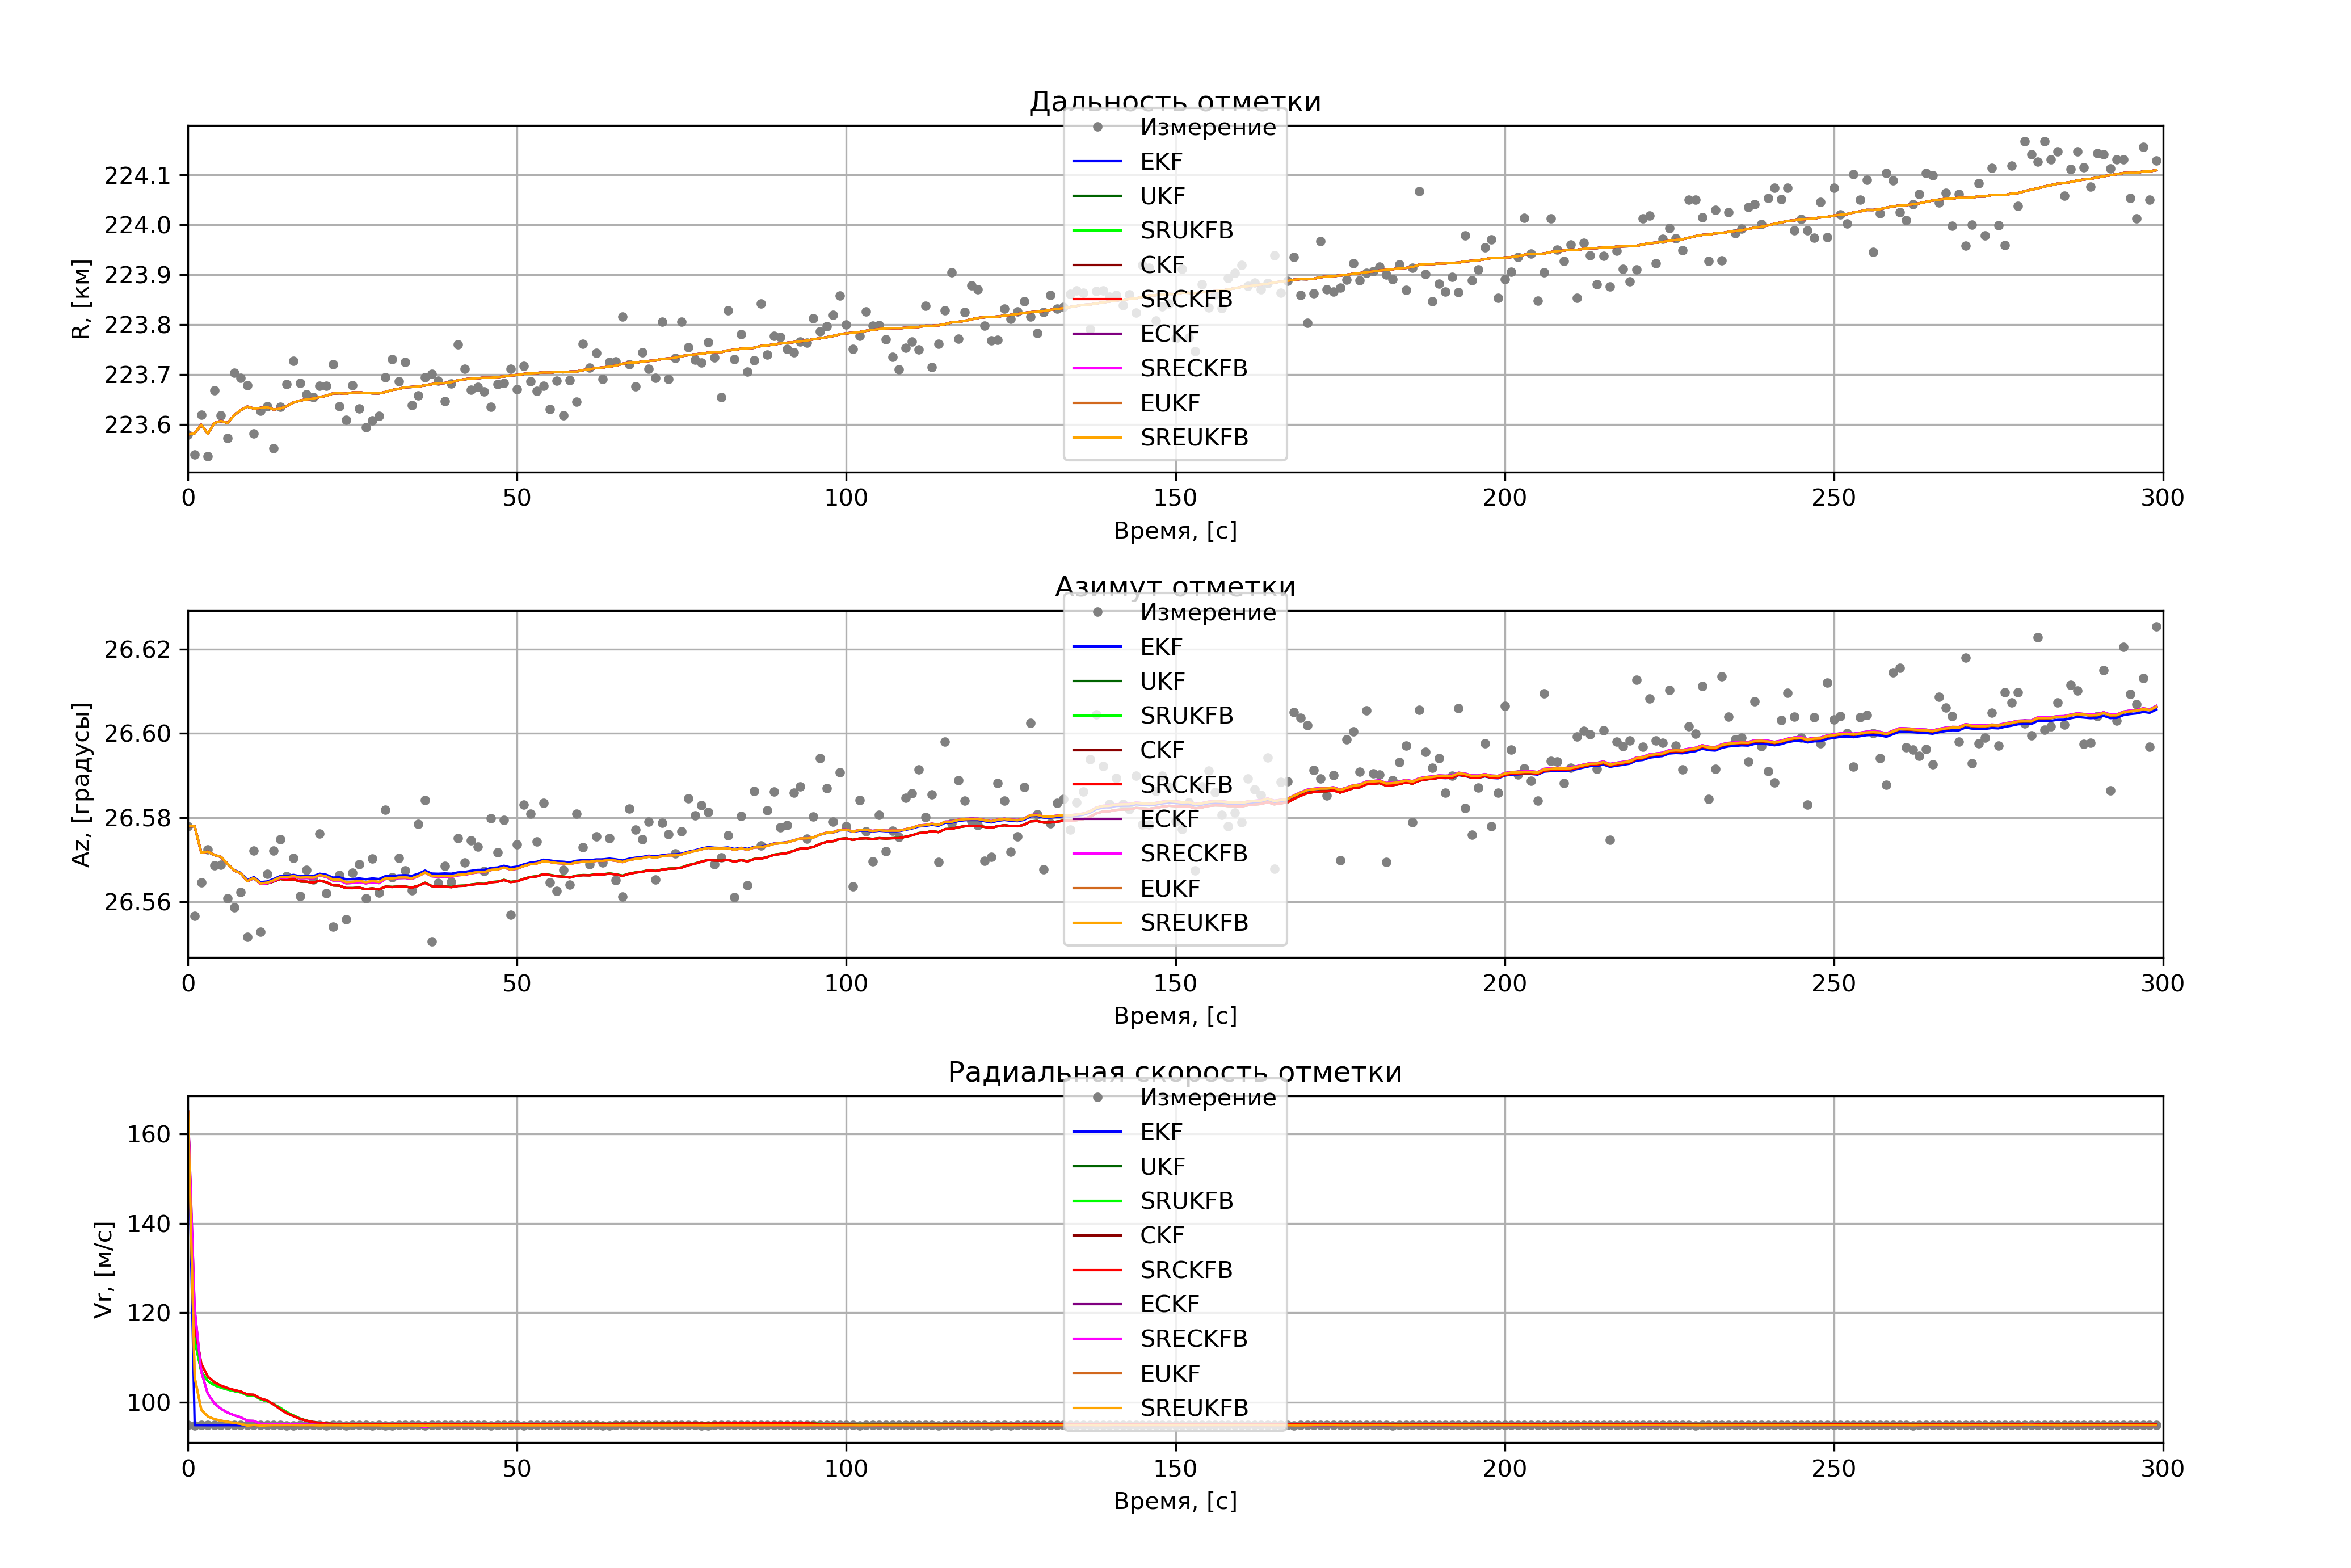 Дальность отметки
R, [км]
224.1
224.0
223.9
223.8
223.7
223.6
Измерение
EKF
UKF
SRUKFB
CKF
SRCKFB
ECKF
SRECKFB
EUKF
SREUKFB
0 50 100 150 200 250 300
Время, [с]
Азимут отметки
Az, [градусы]
26.62
26.60
26.58
26.56
Измерение
EKF
UKF
SRUKFB
CKF
SRCKFB
ECKF
SRECKFB
EUKF
SREUKFB
0 50 100 150 200 250 300
Время, [с]
Радиальная скорость отметки
Vr, [м/с]
160
140
120
100
Измерение
EKF
UKF
SRUKFB
CKF
SRCKFB
ECKF
SRECKFB
EUKF
SREUKFB
0 50 100 150 200 250 300
Время, [с]